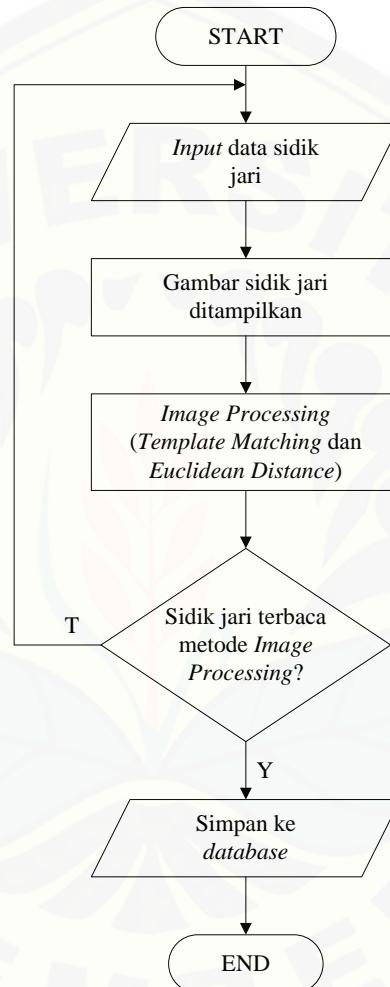 START
Input data sidik
jari
Gambar sidik jari
ditampilkan
Image Processing
(Template Matching dan
Euclidean Distance)
T
Sidik jari terbaca
metode Image
Processing?
Y
Simpan ke
database
END